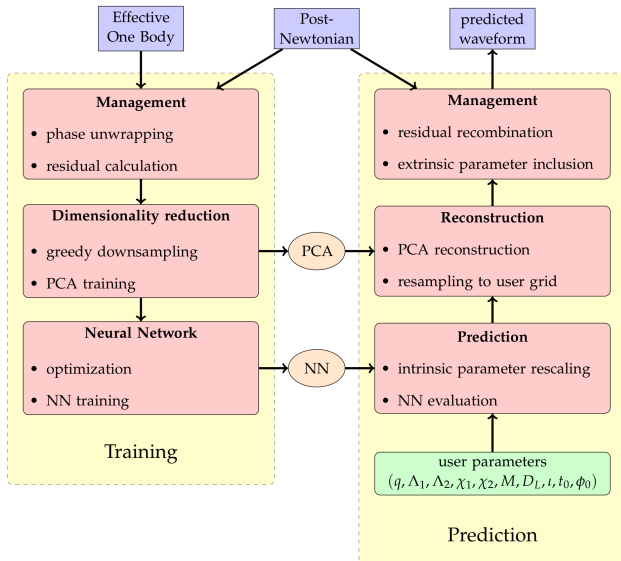 Effective
One Body
Post-
Newtonian
predicted
waveform
Management
• phase unwrapping
• residual calculation
Dimensionality reduction
• greedy downsampling
• PCA training
Neural Network
• optimization
• NN training
Training
PCA
NN
Management
• residual recombination
• extrinsic parameter inclusion
Reconstruction
• PCA reconstruction
• resampling to user grid
Prediction
• intrinsic parameter rescaling
• NN evaluation
user parameters
(q, Λ₁, Λ₂, χ₁, χ₂, M, D_L, ι, t₀, ϕ₀)
Prediction